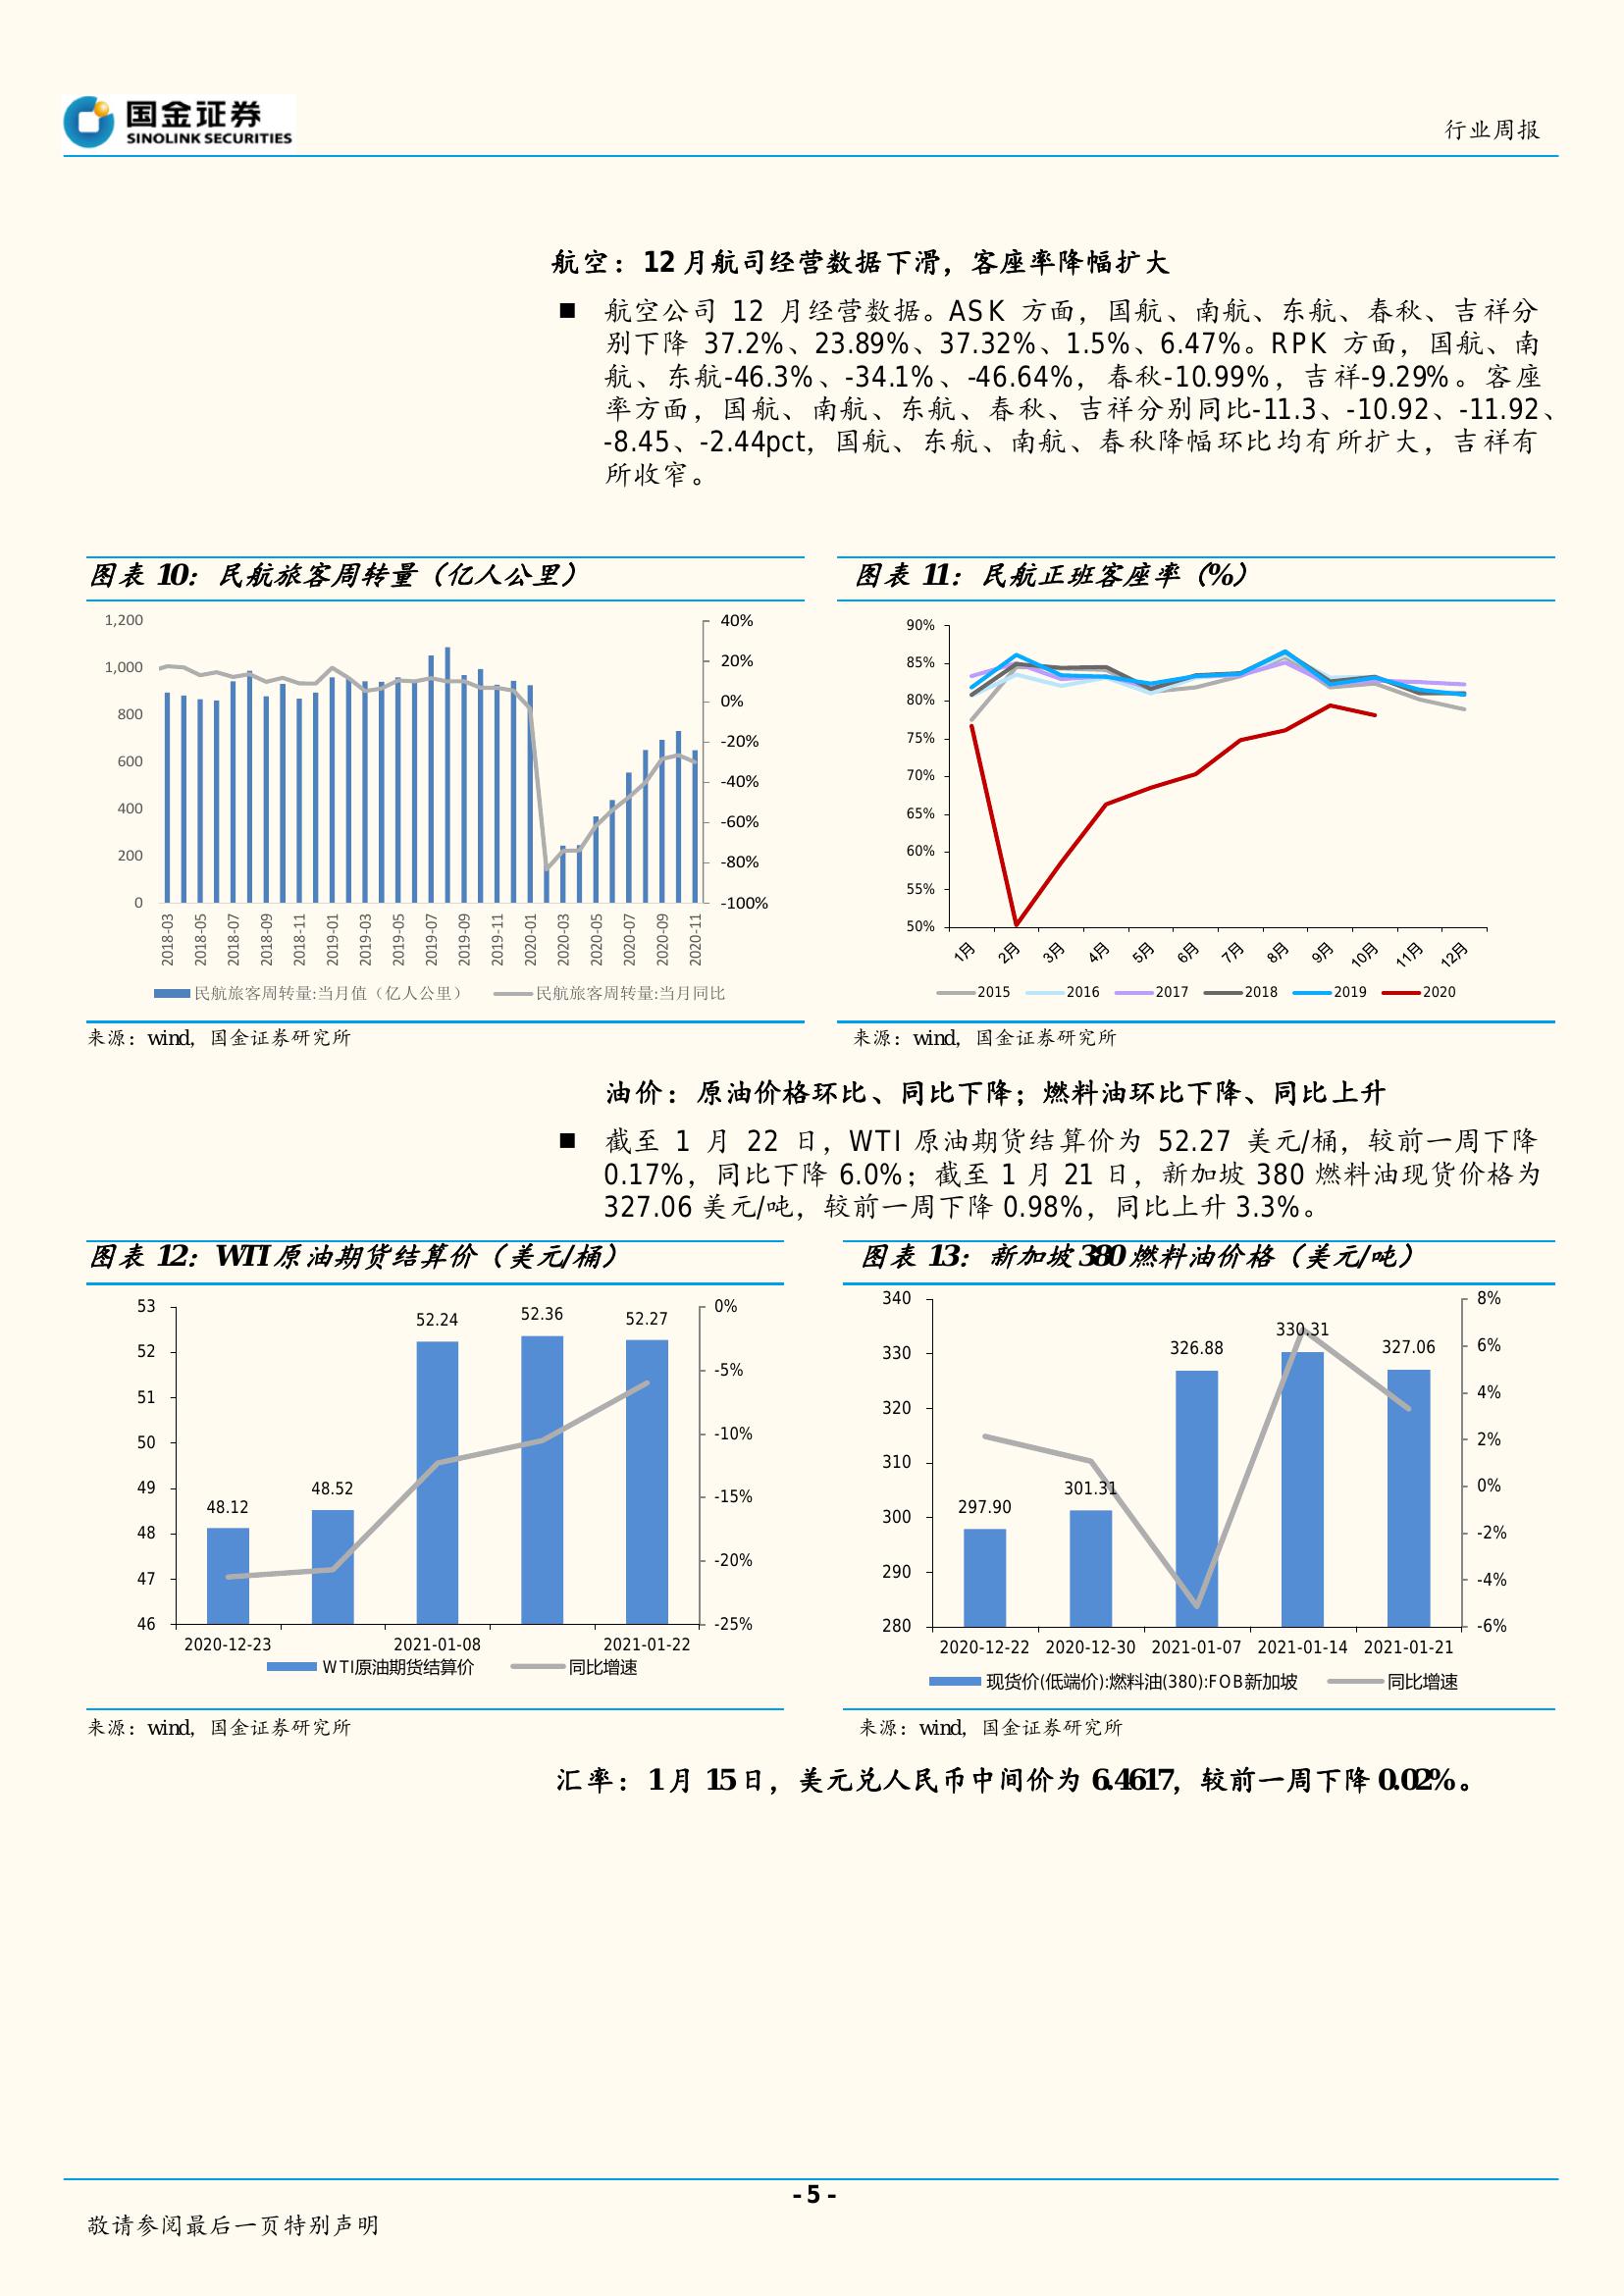 国金证券
SINOLINK SECURITIES
行业周报
航空：12 月航司经营数据下滑，客座率降幅扩大
■ 航空公司 12 月经营数据。ASK 方面，国航、南航、东航、春秋、吉祥分
别下降 37.2%、23.89%、37.32%、1.5%、6.47%。RPK 方面，国航、南
航、东航-46.3%、-34.1%、-46.64%，春秋-10.99%，吉祥-9.29%。客座
率方面，国航、南航、东航、春秋、吉祥分别同比-11.3、-10.92、-11.92、
-8.45、-2.44pct，国航、东航、南航、春秋降幅环比均有所扩大，吉祥有
所收窄。
图表 10：民航旅客周转量（亿人公里）
1,200
1,000
800
600
400
200
0
40%
20%
0%
-20%
-40%
-60%
-80%
-100%
2018-03 2018-05 2018-07 2018-09 2018-11 2019-01 2019-03 2019-05 2019-07 2019-09 2019-11 2020-01 2020-03 2020-05 2020-07 2020-09 2020-11
民航旅客周转量:当月值（亿人公里） 民航旅客周转量:当月同比
来源：wind，国金证券研究所
图表 11：民航正班客座率（%）
90%
85%
80%
75%
70%
65%
60%
55%
50%
1月 2月 3月 4月 5月 6月 7月 8月 9月 10月 11月 12月
2015 2016 2017 2018 2019 2020
来源：wind，国金证券研究所
油价：原油价格环比、同比下降；燃料油环比下降、同比上升
■ 截至 1 月 22 日，WTI 原油期货结算价为 52.27 美元/桶，较前一周下降
0.17%，同比下降 6.0%；截至 1 月 21 日，新加坡 380 燃料油现货价格为
327.06 美元/吨，较前一周下降 0.98%，同比上升 3.3%。
图表 12：WTI 原油期货结算价（美元/桶）
53
52
51
50
49
48
47
46
48.12 48.52 52.24 52.36 52.27
0%
-5%
-10%
-15%
-20%
-25%
2020-12-23 2021-01-08 2021-01-22
WTI原油期货结算价 同比增速
来源：wind，国金证券研究所
图表 13：新加坡 380 燃料油价格（美元/吨）
340
330
320
310
300
290
280
297.90 301.31 326.88 330.31 327.06
8%
6%
4%
2%
0%
-2%
-4%
-6%
2020-12-22 2020-12-30 2021-01-07 2021-01-14 2021-01-21
现货价(低端价):燃料油(380):FOB新加坡 同比增速
来源：wind，国金证券研究所
汇率：1 月 15 日，美元兑人民币中间价为 6.4617，较前一周下降 0.02%。
- 5 -
敬请参阅最后一页特别声明